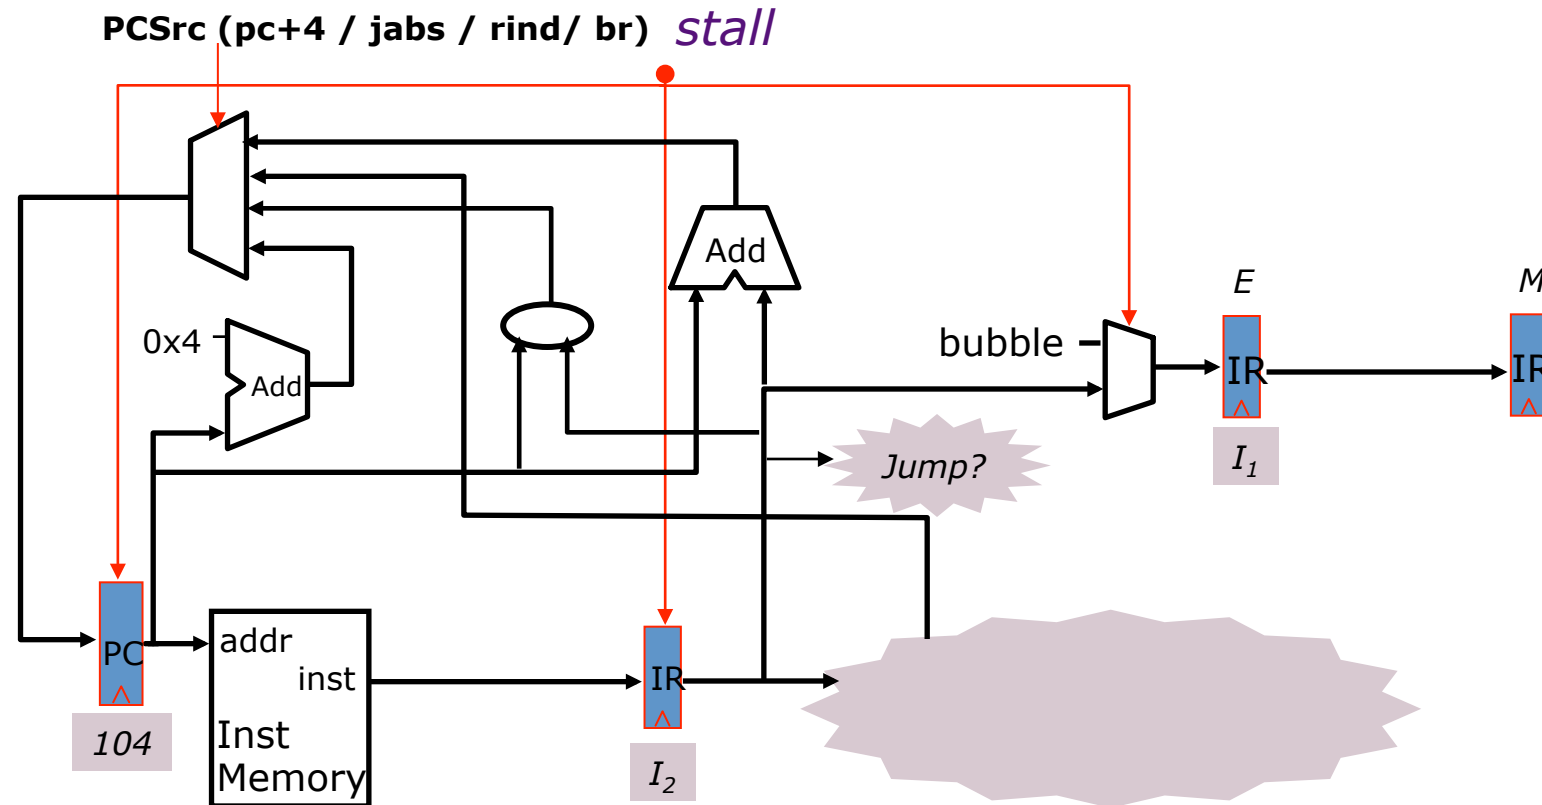 PCSrc (pc+4 / jabs / rind/ br) stall
Add
E
M
0x4
bubble
Add
IR
IR
Jump?
I1
PC
addr
inst
IR
Inst
Memory
104
I2